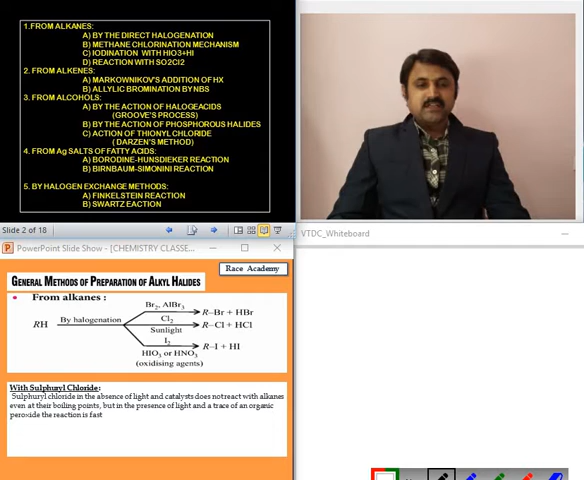 1.FROM ALKANES:
A) BY THE DIRECT HALOGENATION
B) METHANE CHLORINATION MECHANISM
C) IODINATION WITH HIO3+HI
D) REACTION WITH SO2Cl2
2. FROM ALKENES:
A) MARKOWNIKOV'S ADDITION OF HX
B) ALLYLIC BROMINATION BY NBS
3. FROM ALCOHOLS:
A) BY THE ACTION OF HALOGEACIDS
(GROOVE'S PROCESS)
B) BY THE ACTION OF PHOSPHOROUS HALIDES
C) ACTION OF THIONYL CHLORIDE
( DARZEN'S METHOD)
4. FROM Ag SALTS OF FATTY ACIDS:
A) BORODINE-HUNSDIEKER REACTION
B) BIRNBAUM-SIMONINI REACTION
5. BY HALOGEN EXCHANGE METHODS:
A) FINKELSTEIN REACTION
B) SWARTZ EACTION
Slide 2 of 18
VTDC_Whiteboard
PowerPoint Slide Show - [CHEMISTRY CLASSE...
Race Academy
GENERAL METHODS OF PREPARATION OF ALKYL HALIDES
• From alkanes :
RH By halogenation
Br2, AlBr3 R–Br + HBr
Cl2 Sunlight R–Cl + HCl
I2 HIO3 or HNO3 R–I + HI
(oxidising agents)
With Sulphuryl Chloride:
Sulphuryl chloride in the absence of light and catalysts does not react with alkanes
even at their boiling points, but in the presence of light and a trace of an organic
peroxide the reaction is fast